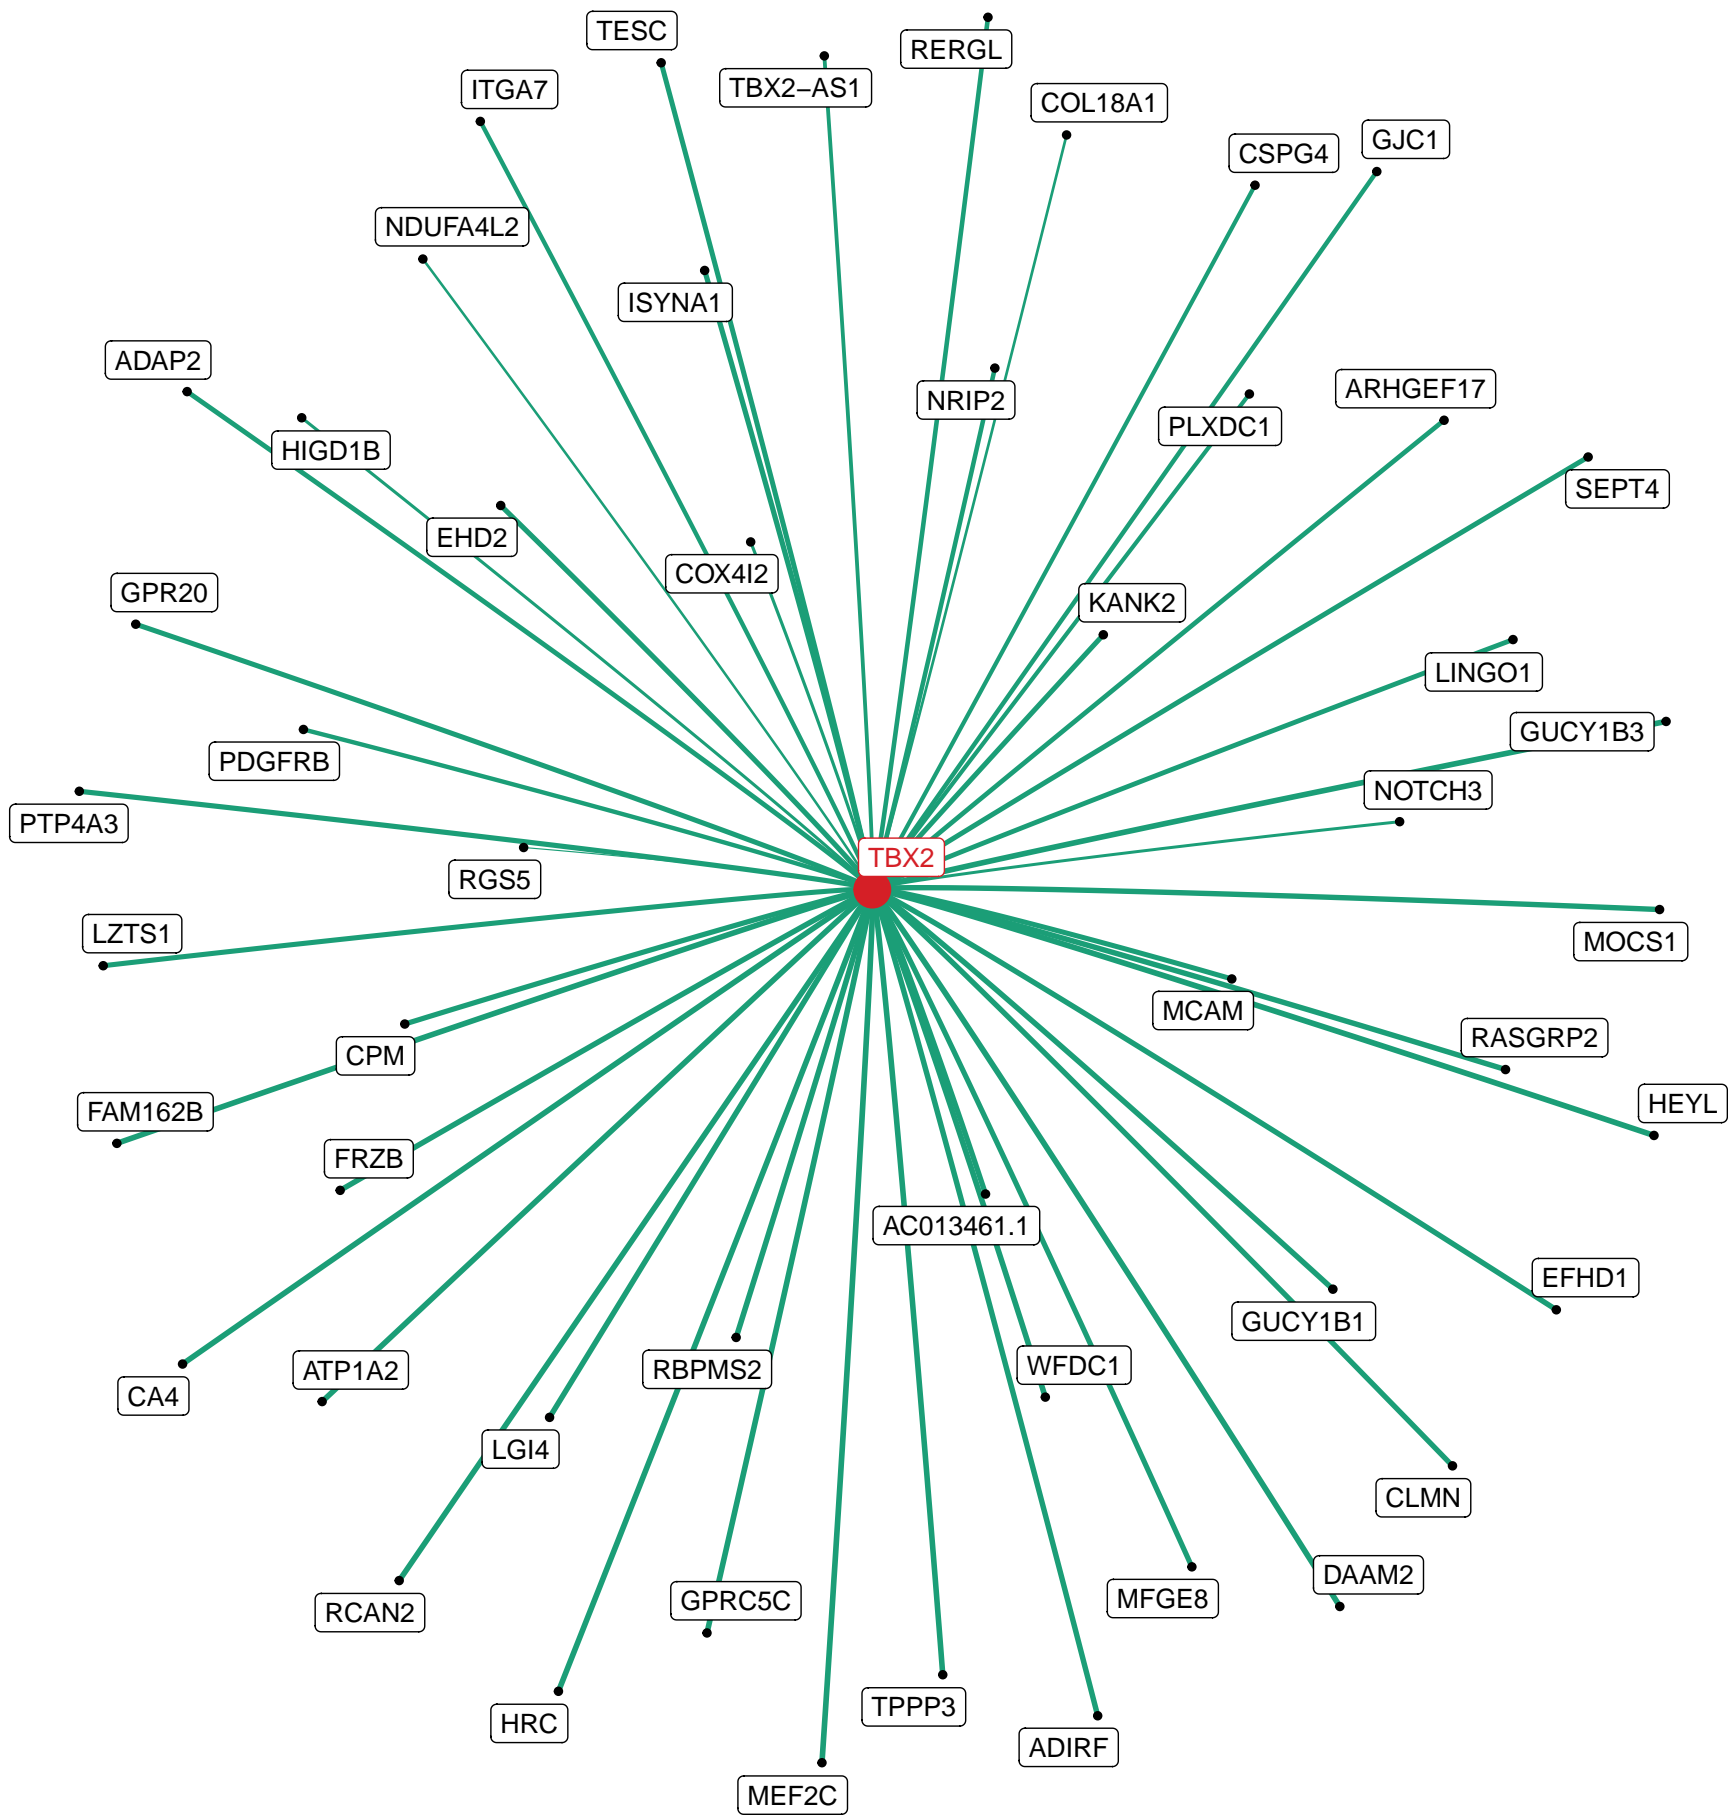 TESC
RERGL
ITGA7
TBX2–AS1
COL18A1
GJC1
CSPG4
NDUFA4L2
ISYNA1
ADAP2
ARHGEF17
NRIP2
PLXDC1
HIGD1B
SEPT4
EHD2
COX4I2
GPR20
KANK2
LINGO1
GUCY1B3
PDGFRB
NOTCH3
PTP4A3
TBX2
RGS5
LZTS1
MOCS1
MCAM
RASGRP2
CPM
HEYL
FAM162B
FRZB
AC013461.1
EFHD1
GUCY1B1
WFDC1
RBPMS2
ATP1A2
CA4
LGI4
CLMN
DAAM2
MFGE8
GPRC5C
RCAN2
TPPP3
HRC
ADIRF
MEF2C